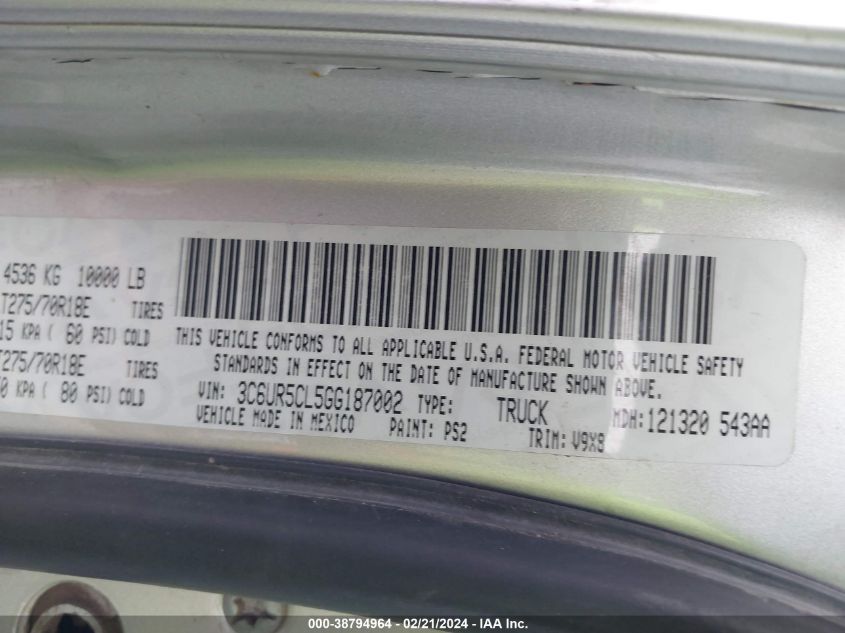 4536 KG 10000 LB
T275/70R18E TIRES
15 KPA ( 60 PSI) COLD
T275/70R18E TIRES
0 KPA ( 80 PSI) COLD
THIS VEHICLE CONFORMS TO ALL APPLICABLE U.S.A. FEDERAL MOTOR VEHICLE SAFETY
STANDARDS IN EFFECT ON THE DATE OF MANUFACTURE SHOWN ABOVE.
VIN: 3C6UR5CL5GG187002 TYPE: TRUCK MDH:121320 543AA
VEHICLE MADE IN MEXICO PAINT: PS2 TRIM: V9X8
000-38794964 - 02/21/2024 - IAA Inc.